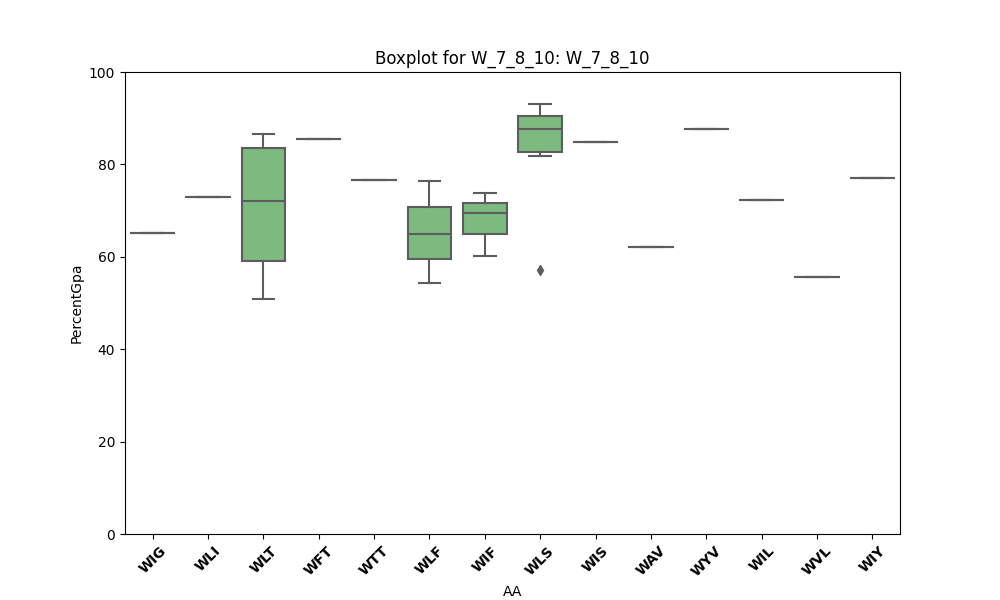 Boxplot for W_7_8_10: W_7_8_10
PercentGpa
100
80
60
40
20
0
WIG WLI WLT WFT WTT WLF WIF WLS WIS WAV WYV WIL WVL WIY
AA